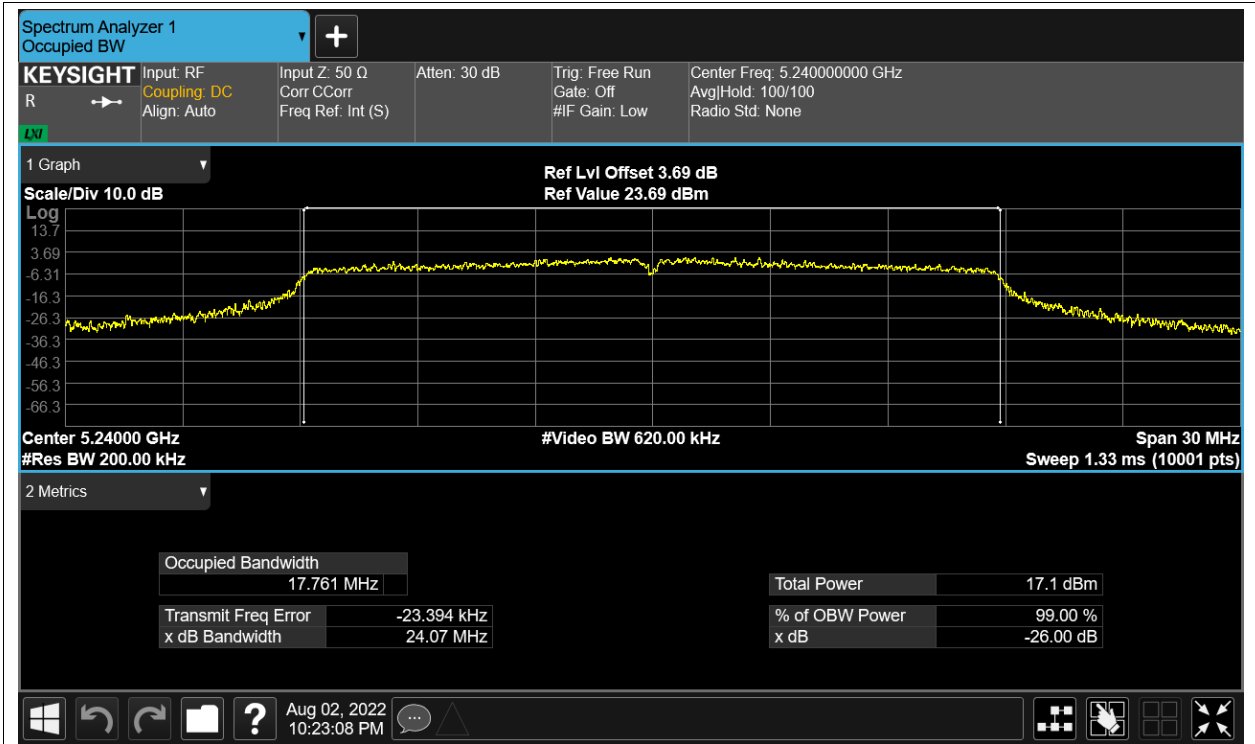 Spectrum Analyzer 1
Occupied BW
KEYSIGHT
R
LXI
Input: RF
Coupling: DC
Align: Auto
Input Z: 50 Ω
Corr CCorr
Freq Ref: Int (S)
Atten: 30 dB
Trig: Free Run
Gate: Off
#IF Gain: Low
Center Freq: 5.240000000 GHz
Avg|Hold: 100/100
Radio Std: None
1 Graph
Scale/Div 10.0 dB
Ref Lvl Offset 3.69 dB
Ref Value 23.69 dBm
Log
13.7
3.69
-6.31
-16.3
-26.3
-36.3
-46.3
-56.3
-66.3
Center 5.24000 GHz
#Video BW 620.00 kHz
Span 30 MHz
#Res BW 200.00 kHz
Sweep 1.33 ms (10001 pts)
2 Metrics
Occupied Bandwidth
17.761 MHz
Total Power 17.1 dBm
Transmit Freq Error -23.394 kHz
% of OBW Power 99.00 %
x dB Bandwidth 24.07 MHz
x dB -26.00 dB
?
Aug 02, 2022
10:23:08 PM